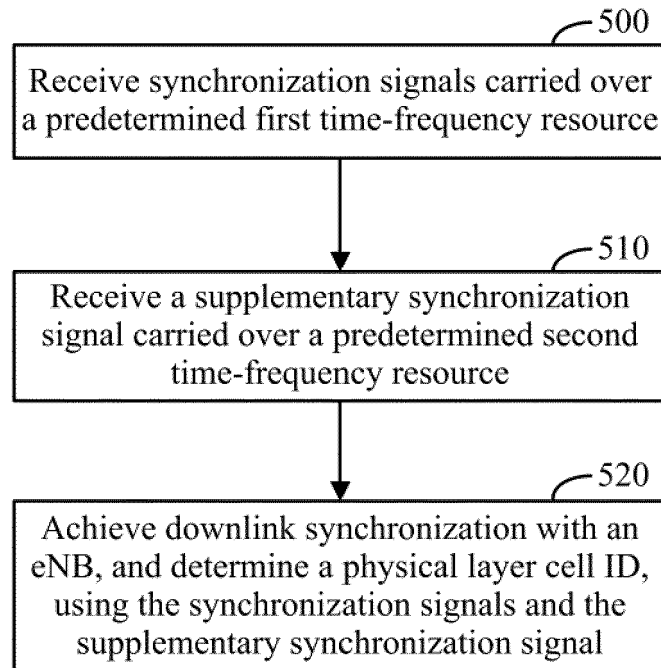 500
Receive synchronization signals carried over
a predetermined first time-frequency resource
510
Receive a supplementary synchronization
signal carried over a predetermined second
time-frequency resource
520
Achieve downlink synchronization with an
eNB, and determine a physical layer cell ID,
using the synchronization signals and the
supplementary synchronization signal